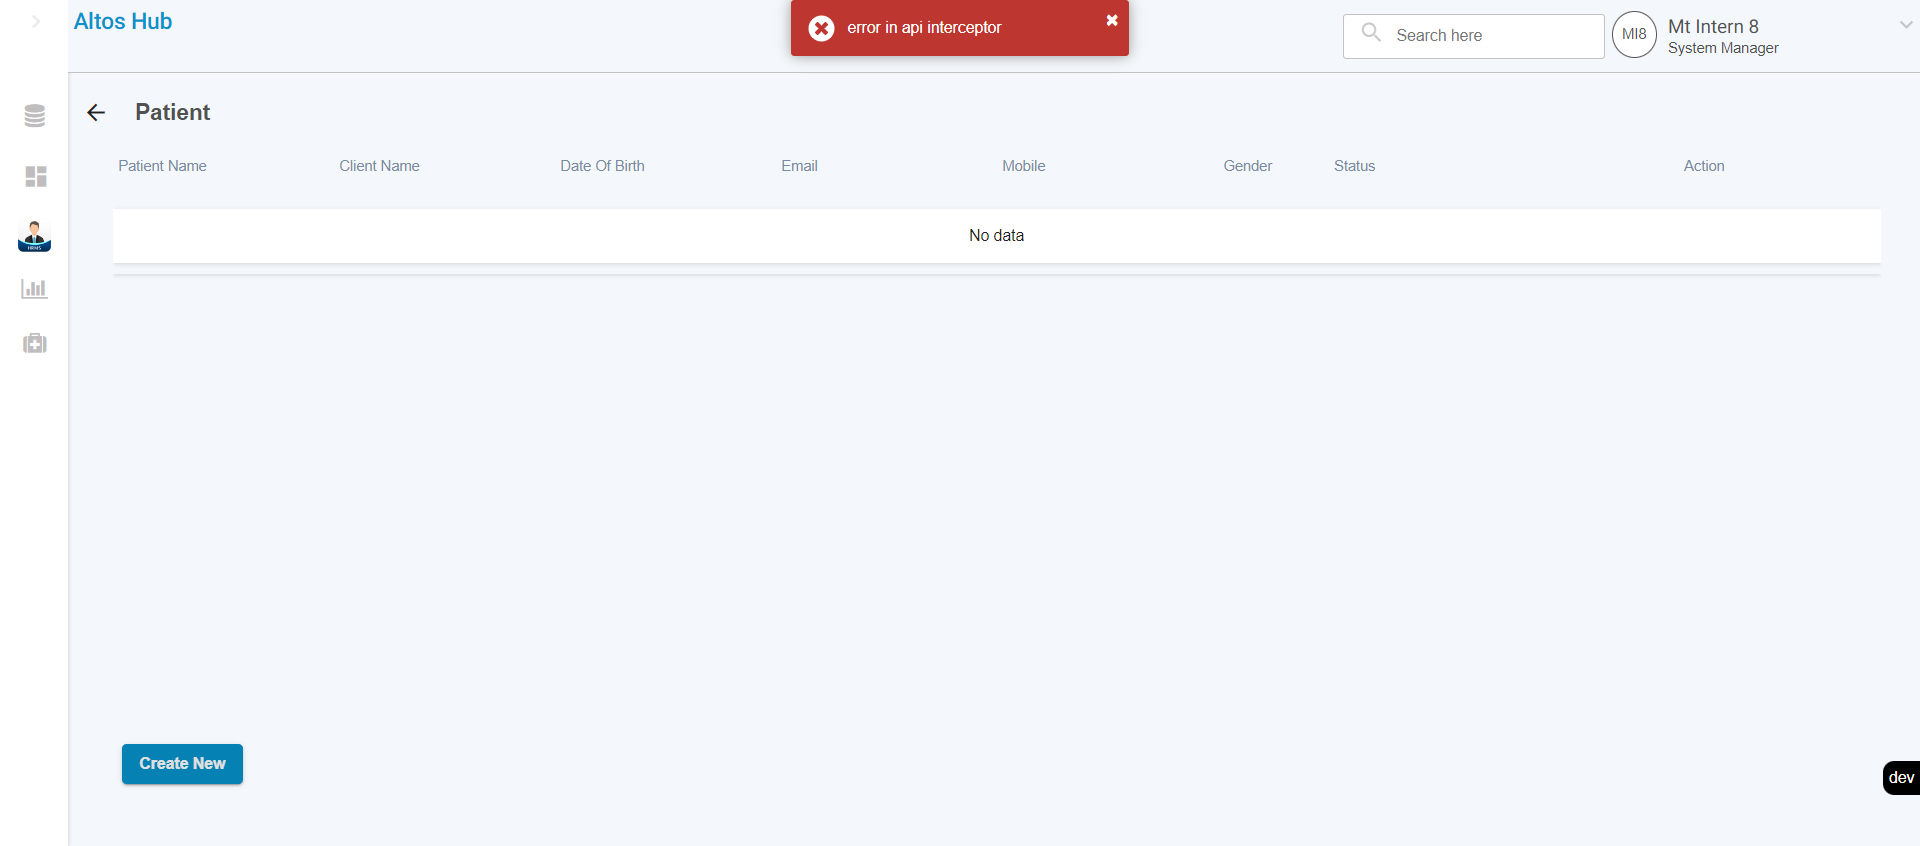 Altos Hub
error in api interceptor
Search here
MI8
Mt Intern 8
System Manager
Patient
Patient Name Client Name Date Of Birth Email Mobile Gender Status Action
No data
HRMS
Create New
dev